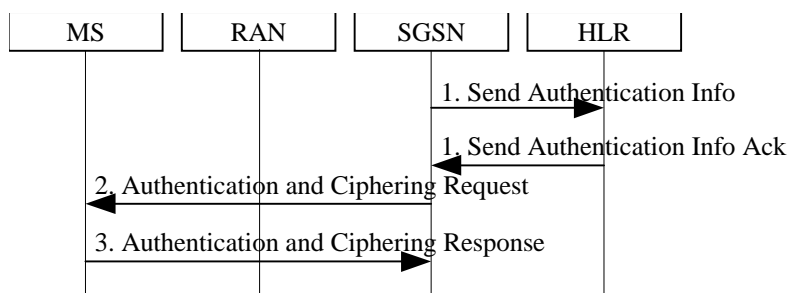 MS RAN SGSN HLR
1. Send Authentication Info
1. Send Authentication Info Ack
2. Authentication and Ciphering Request
3. Authentication and Ciphering Response